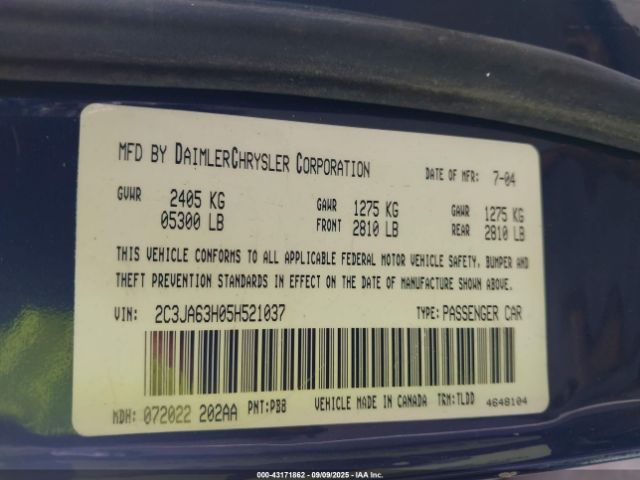 MFD BY DAIMLERCHRYSLER CORPORATION DATE OF MFR: 7-04
GVWR 2405 KG GAWR 1275 KG GAWR 1275 KG
05300 LB FRONT 2810 LB REAR 2810 LB
THIS VEHICLE CONFORMS TO ALL APPLICABLE FEDERAL MOTOR VEHICLE SAFETY, BUMPER AND
THEFT PREVENTION STANDARDS IN EFFECT ON THE DATE OF MANUFACTURE SHOWN ABOVE.
VIN: 2C3JA63H05H521037 TYPE: PASSENGER CAR
MDH: 072022 202AA PNT: PB8 VEHICLE MADE IN CANADA TRM: TLDD 4648104
000-43171862 - 09/09/2025 - IAA Inc.